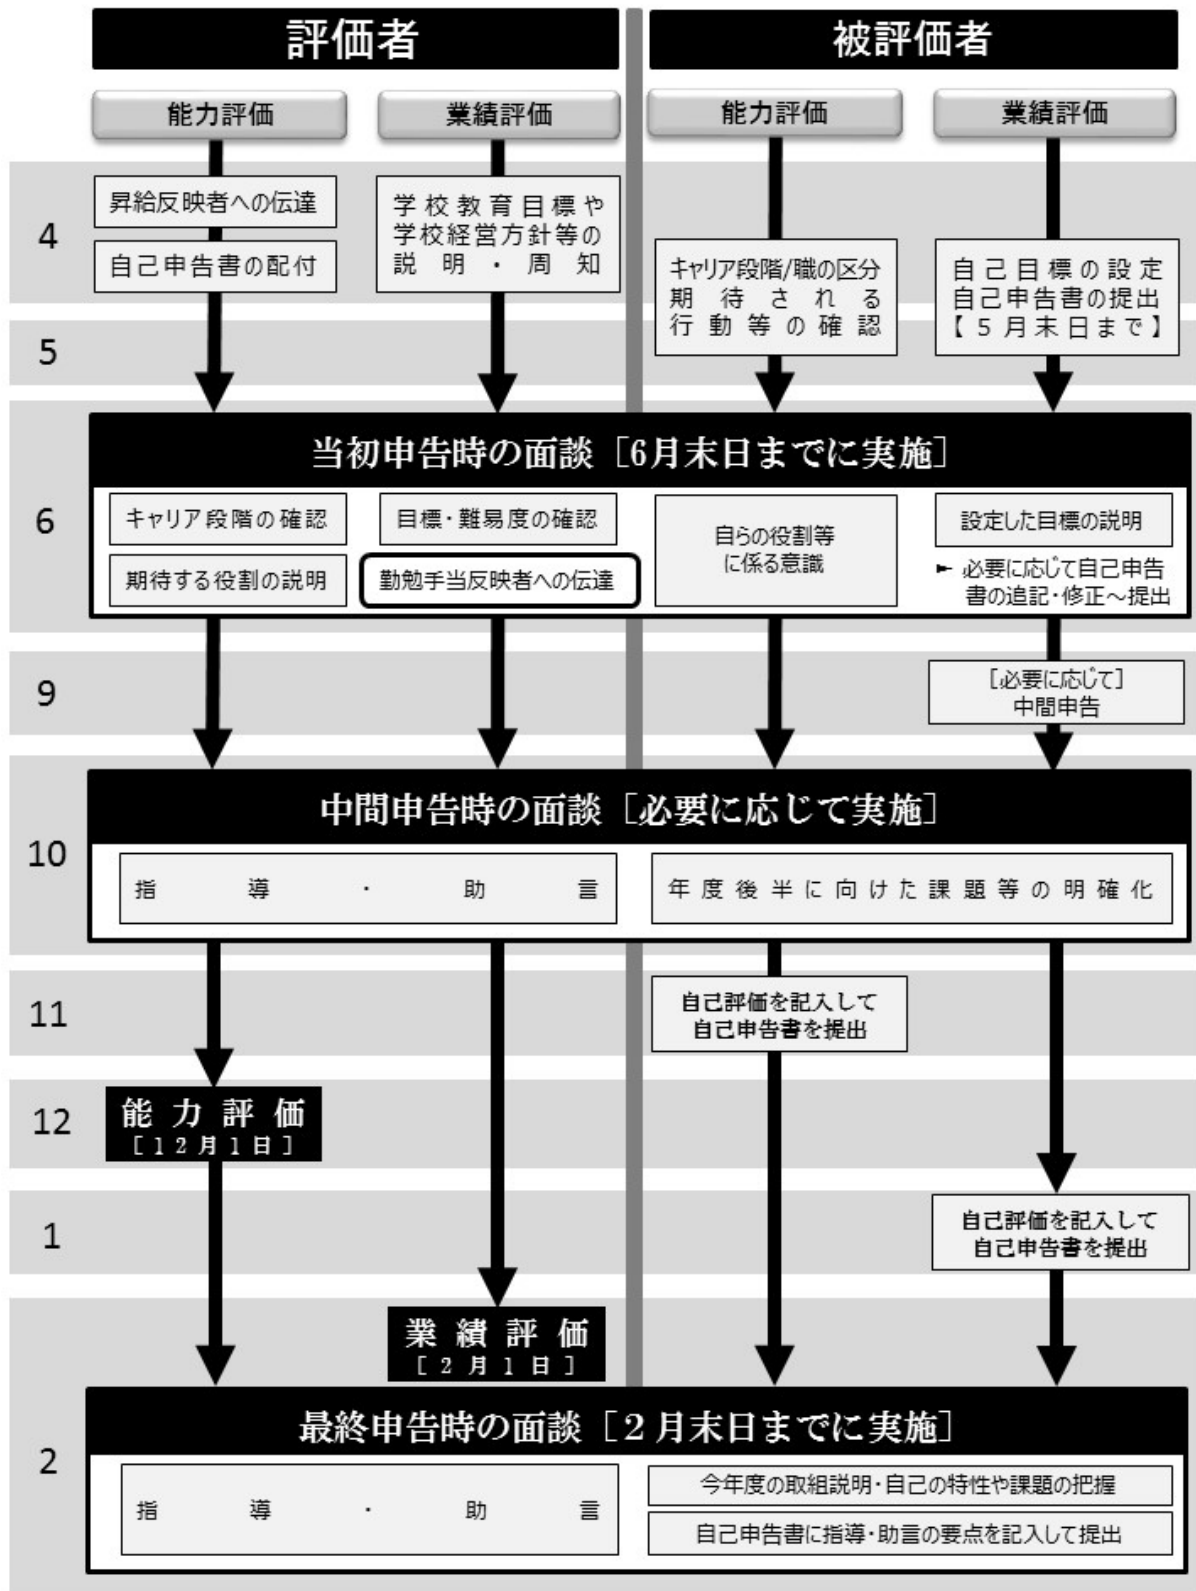 評価者
被評価者
能力評価
業績評価
能力評価
業績評価
4
昇給反映者への伝達
自己申告書の配付
学校教育目標や
学校経営方針等の
説明・周知
キャリア段階/職の区分
期待される
行動等の確認
自己目標の設定
自己申告書の提出
【5月末日まで】
5
6
当初申告時の面談［6月末日までに実施］
キャリア段階の確認
期待する役割の説明
目標・難易度の確認
勤勉手当反映者への伝達
自らの役割等
に係る意識
設定した目標の説明
► 必要に応じて自己申告
書の追記・修正～提出
9
［必要に応じて］
中間申告
10
中間申告時の面談［必要に応じて実施］
指導・助言
年度後半に向けた課題等の明確化
11
自己評価を記入して
自己申告書を提出
12
能力評価
［12月1日］
1
自己評価を記入して
自己申告書を提出
業績評価
［2月1日］
2
最終申告時の面談［2月末日までに実施］
指導・助言
今年度の取組説明・自己の特性や課題の把握
自己申告書に指導・助言の要点を記入して提出